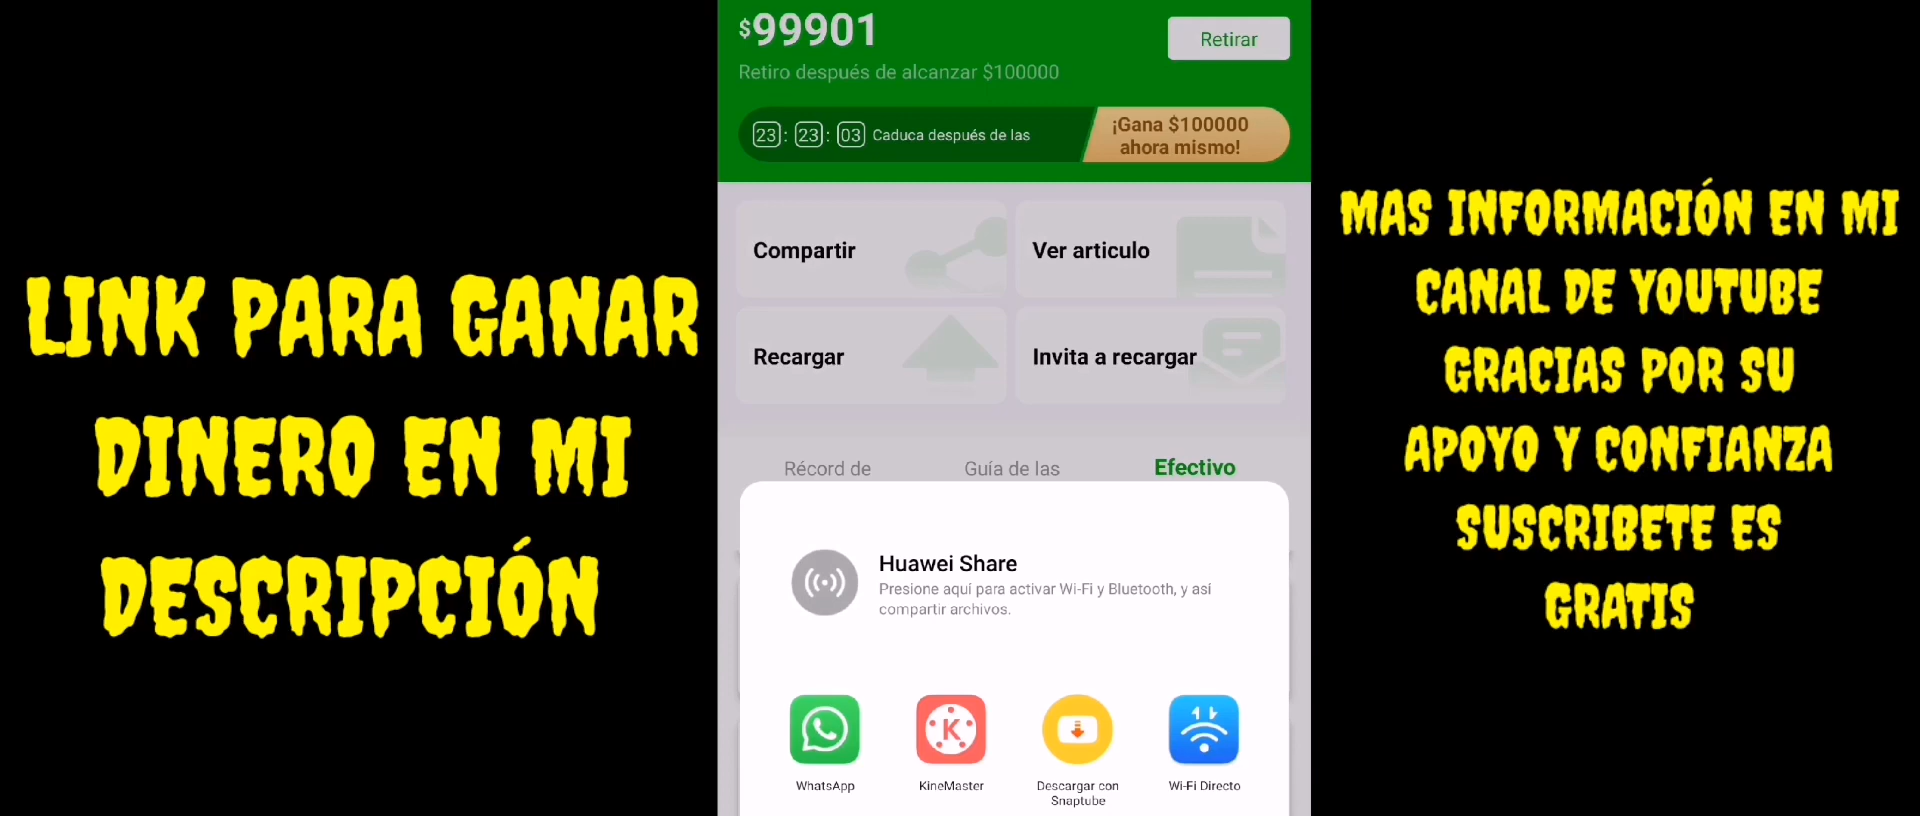 LINK PARA GANAR
DINERO EN MI
DESCRIPCIÓN
$99901
Retirar
Retiro después de alcanzar $100000
23: 23: 03 Caduca después de las
¡Gana $100000
ahora mismo!
Compartir
Ver articulo
Recargar
Invita a recargar
Récord de
Guía de las
Efectivo
Huawei Share
Presione aquí para activar Wi-Fi y Bluetooth, y así
compartir archivos.
WhatsApp
KineMaster
Descargar con
Snaptube
Wi-Fi Directo
MAS INFORMACIÓN EN MI
CANAL DE YOUTUBE
GRACIAS POR SU
APOYO Y CONFIANZA
SUSCRIBETE ES
GRATIS